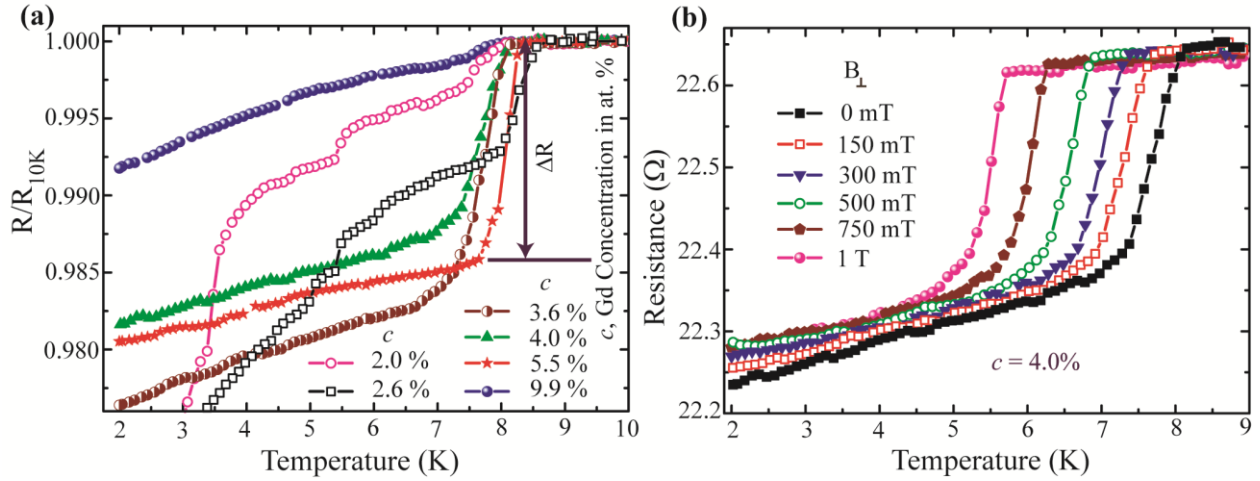 (a)
1.000
0.995
0.990
0.985
0.980
R/R10K
ΔR
c, Gd Concentration in at. %
c
2.0 %
2.6 %
c
3.6 %
4.0 %
5.5 %
9.9 %
2 3 4 5 6 7 8 9 10
Temperature (K)
(b)
22.6
22.5
22.4
22.3
22.2
Resistance (Ω)
B⊥
0 mT
150 mT
300 mT
500 mT
750 mT
1 T
c = 4.0%
2 3 4 5 6 7 8 9
Temperature (K)